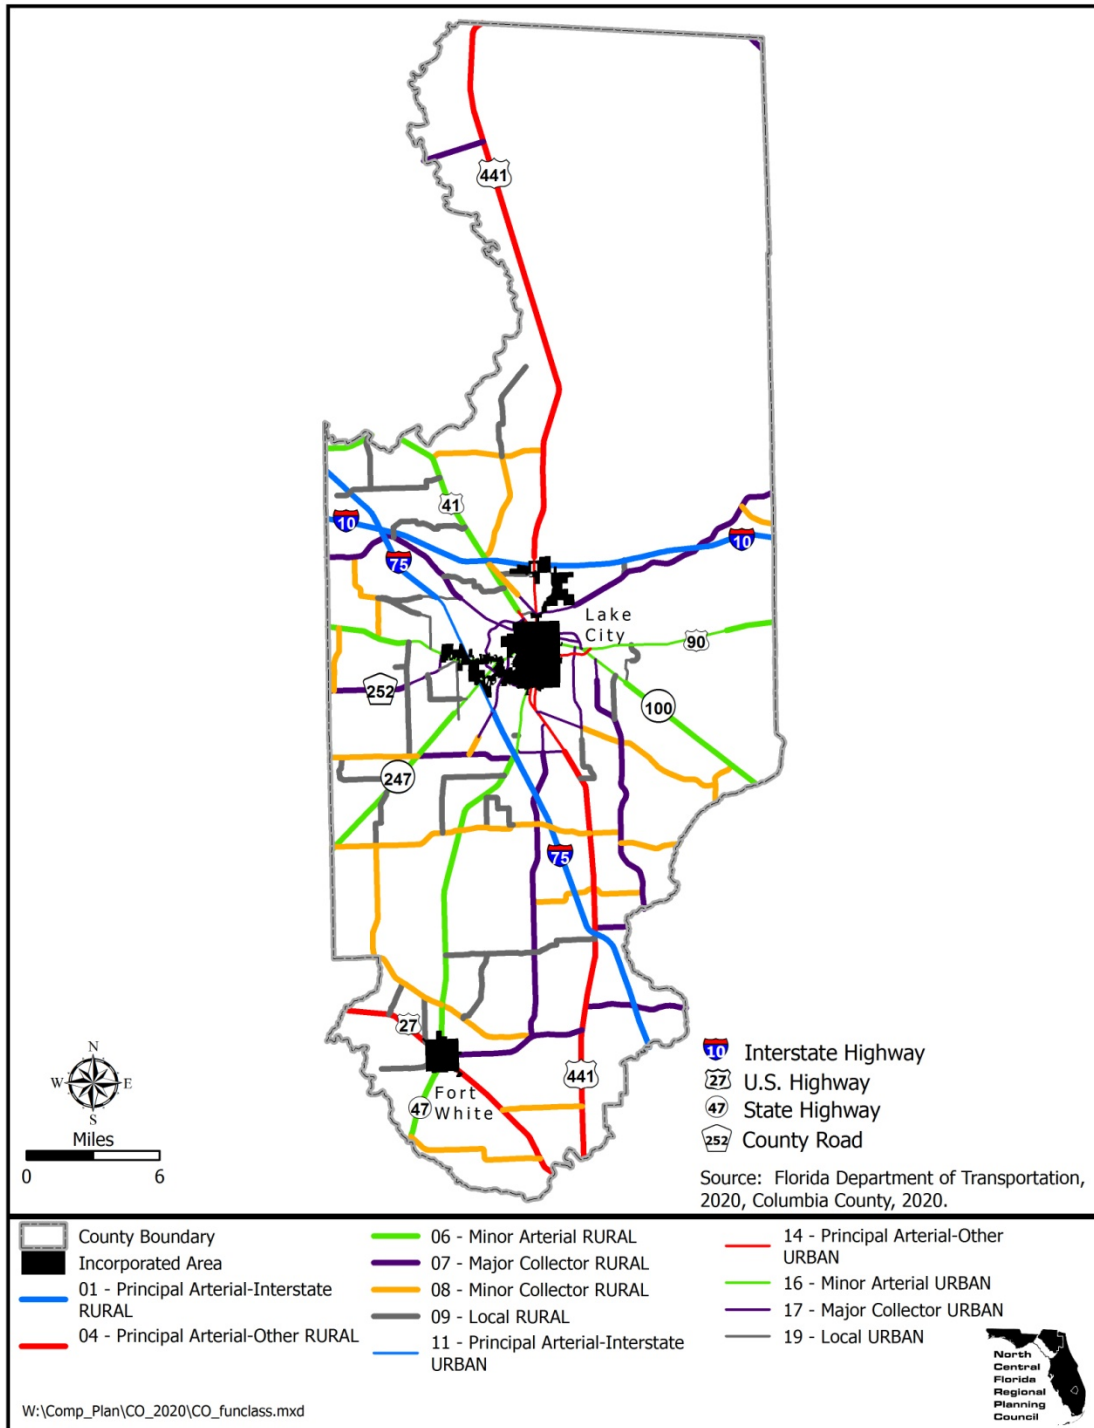 441
41
10
10
75
Lake
City
90
252
100
247
75
27
Fort
White
47
441
N
W E
S
Miles
0 6
10 Interstate Highway
27 U.S. Highway
47 State Highway
252 County Road
Source: Florida Department of Transportation,
2020, Columbia County, 2020.
County Boundary
Incorporated Area
01 - Principal Arterial-Interstate
RURAL
04 - Principal Arterial-Other RURAL
06 - Minor Arterial RURAL
07 - Major Collector RURAL
08 - Minor Collector RURAL
09 - Local RURAL
11 - Principal Arterial-Interstate
URBAN
14 - Principal Arterial-Other
URBAN
16 - Minor Arterial URBAN
17 - Major Collector URBAN
19 - Local URBAN
North
Central
Florida
Regional
Planning
Council
W:\Comp_Plan\CO_2020\CO_funclass.mxd